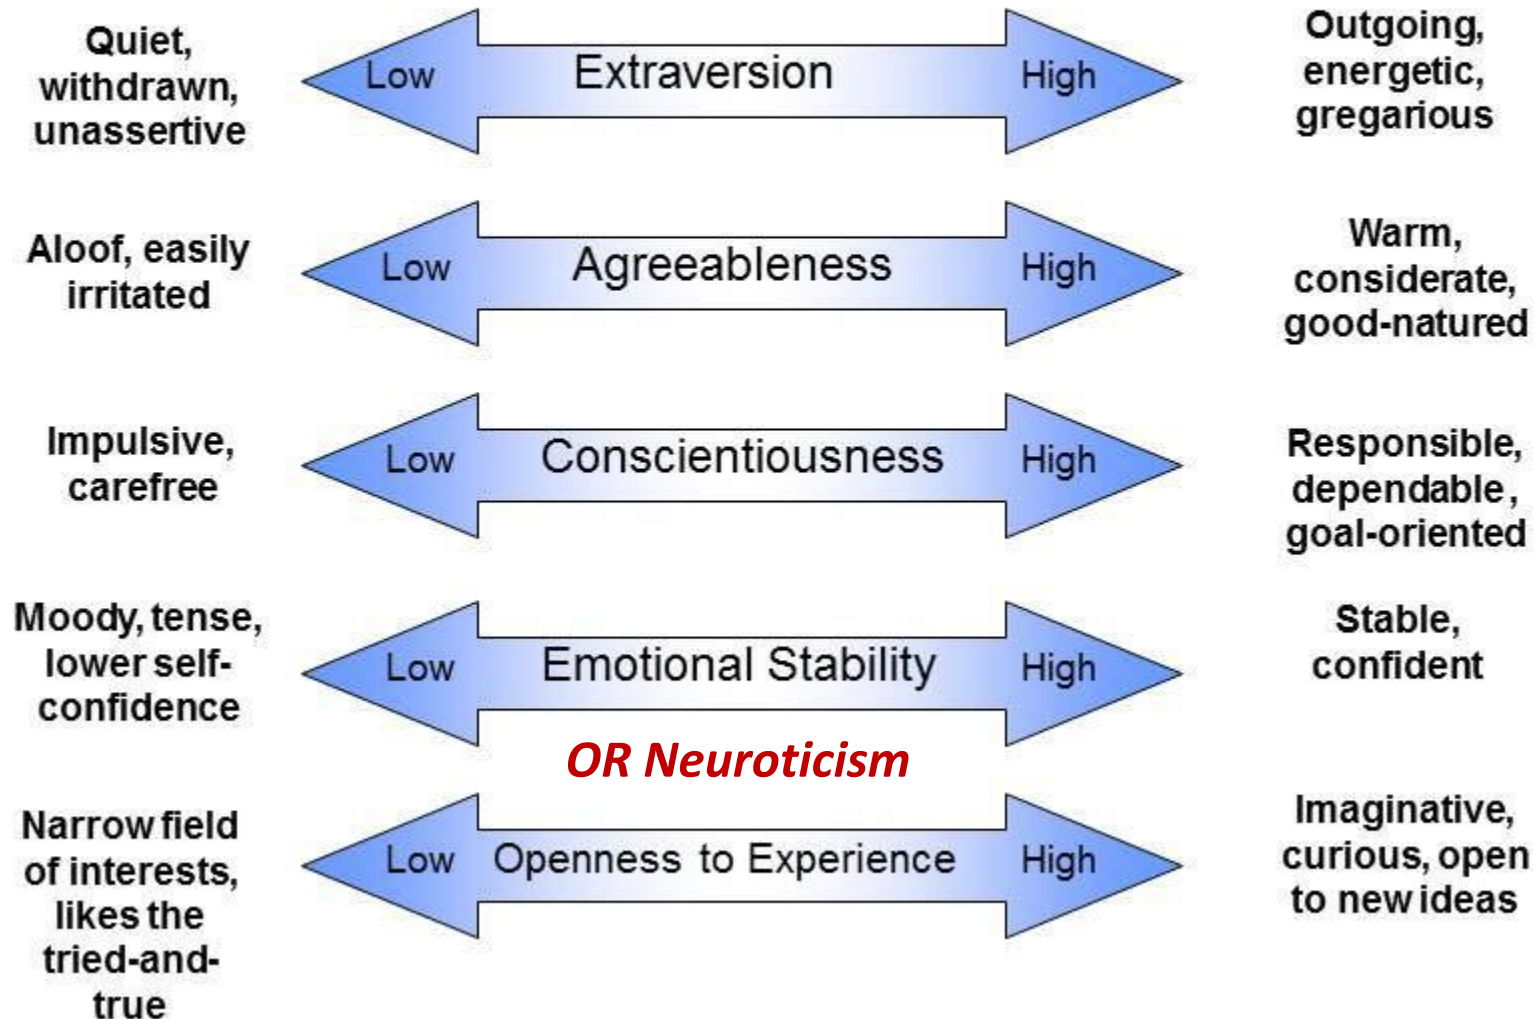 Quiet,
withdrawn,
unassertive
Low
Extraversion
High
Outgoing,
energetic,
gregarious
Aloof, easily
irritated
Low
Agreeableness
High
Warm,
considerate,
good-natured
Impulsive,
carefree
Low
Conscientiousness
High
Responsible,
dependable,
goal-oriented
Moody, tense,
lower self-
confidence
Low
Emotional Stability
High
Stable,
confident
OR Neuroticism
Narrow field
of interests,
likes the
tried-and-
true
Low
Openness to Experience
High
Imaginative,
curious, open
to new ideas